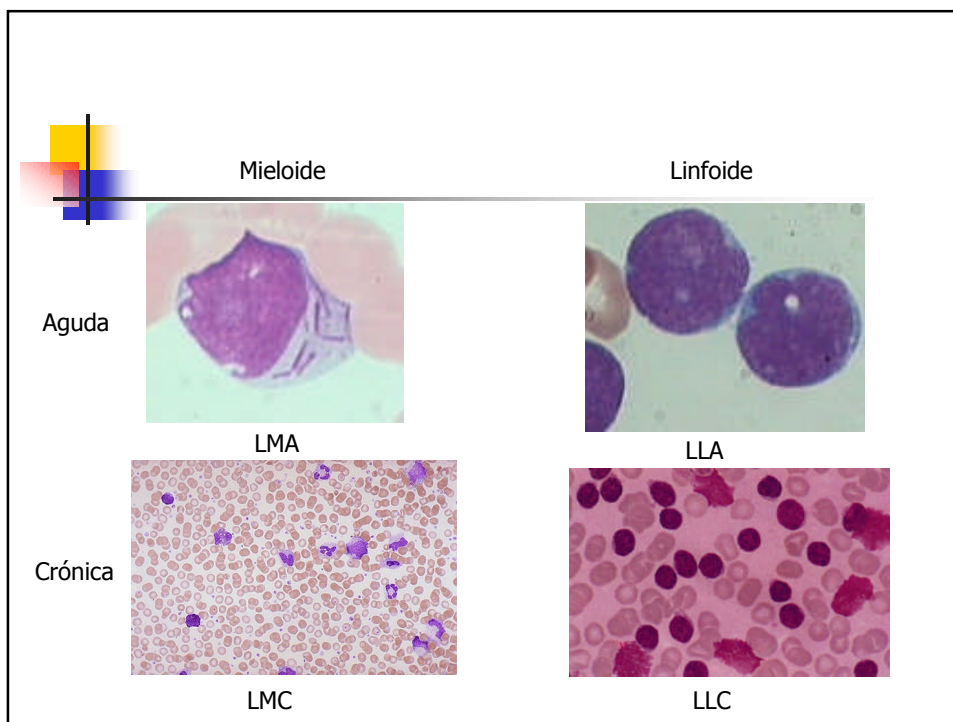 Mieloide
Linfoide
Aguda
LMA
LLA
Crónica
LMC
LLC